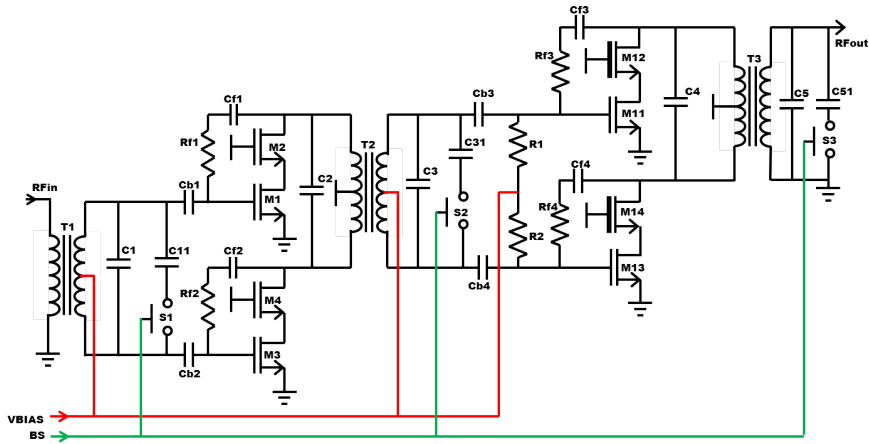 Cf3
RFout
Rf3
M12
T3
Cb3
C4
C5
C51
M11
S3
Cf1
Rf1
M2
T2
C31
R1
Cf4
C2
C3
Cb1
RFin
M1
S2
Rf4
M14
T1
R2
C1
C11
Cf2
M13
Cb4
Rf2
M4
S1
M3
Cb2
VBIAS
BS